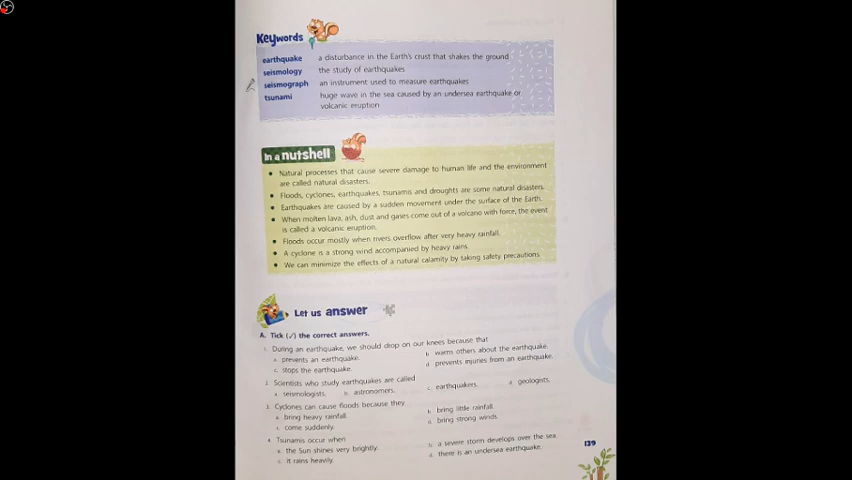 Keywords
earthquake a disturbance in the Earth's crust that shakes the ground
seismology the study of earthquakes
seismograph an instrument used to measure earthquakes
tsunami huge wave in the sea caused by an undersea earthquake or
volcanic eruption
In a nutshell
• Natural processes that cause severe damage to human life and the environment
are called natural disasters.
• Floods, cyclones, earthquakes, tsunamis and droughts are some natural disasters.
• Earthquakes are caused by a sudden movement under the surface of the Earth.
• When molten lava, ash, dust and gases come out of a volcano with force, the event
is called a volcanic eruption.
• Floods occur mostly when rivers overflow after very heavy rainfall.
• A cyclone is a strong wind accompanied by heavy rains.
• We can minimize the effects of a natural calamity by taking safety precautions.
Let us answer
A. Tick (✓) the correct answers.
1. During an earthquake, we should drop on our knees because that
a. prevents an earthquake. b. warns others about the earthquake.
c. stops the earthquake. d. prevents injuries from an earthquake.
2. Scientists who study earthquakes are called
a. seismologists. b. astronomers. c. earthquakers. d. geologists.
3. Cyclones can cause floods because they
a. bring heavy rainfall. b. bring little rainfall.
c. come suddenly. d. bring strong winds.
4. Tsunamis occur when
a. the Sun shines very brightly. b. a severe storm develops over the sea.
c. it rains heavily. d. there is an undersea earthquake.
139